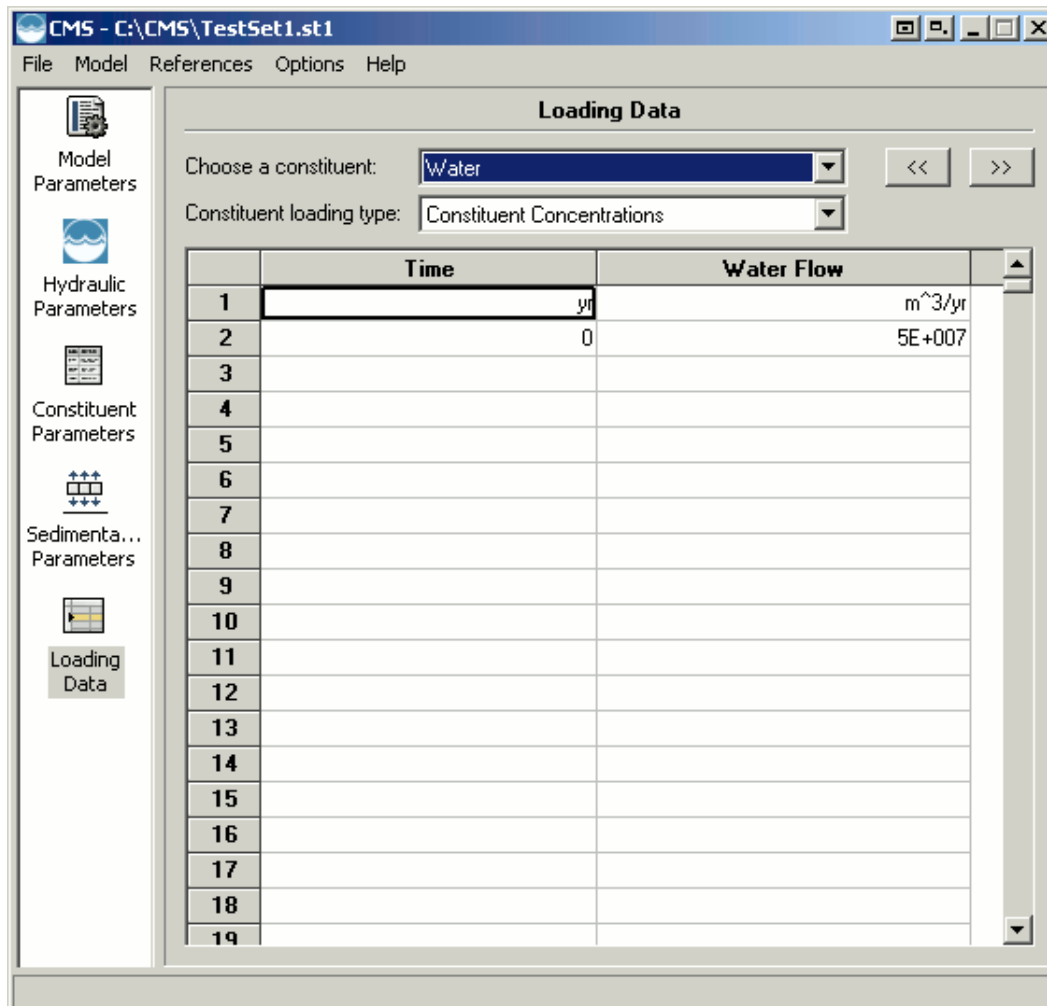 CMS - C:\CMS\TestSet1.st1
File Model References Options Help
Model
Parameters
Hydraulic
Parameters
Constituent
Parameters
Sedimenta...
Parameters
Loading
Data
Loading Data
Choose a constituent: Water << >>
Constituent loading type: Constituent Concentrations
Time Water Flow
1 yr m^3/yr
2 0 5E+007
3
4
5
6
7
8
9
10
11
12
13
14
15
16
17
18
19